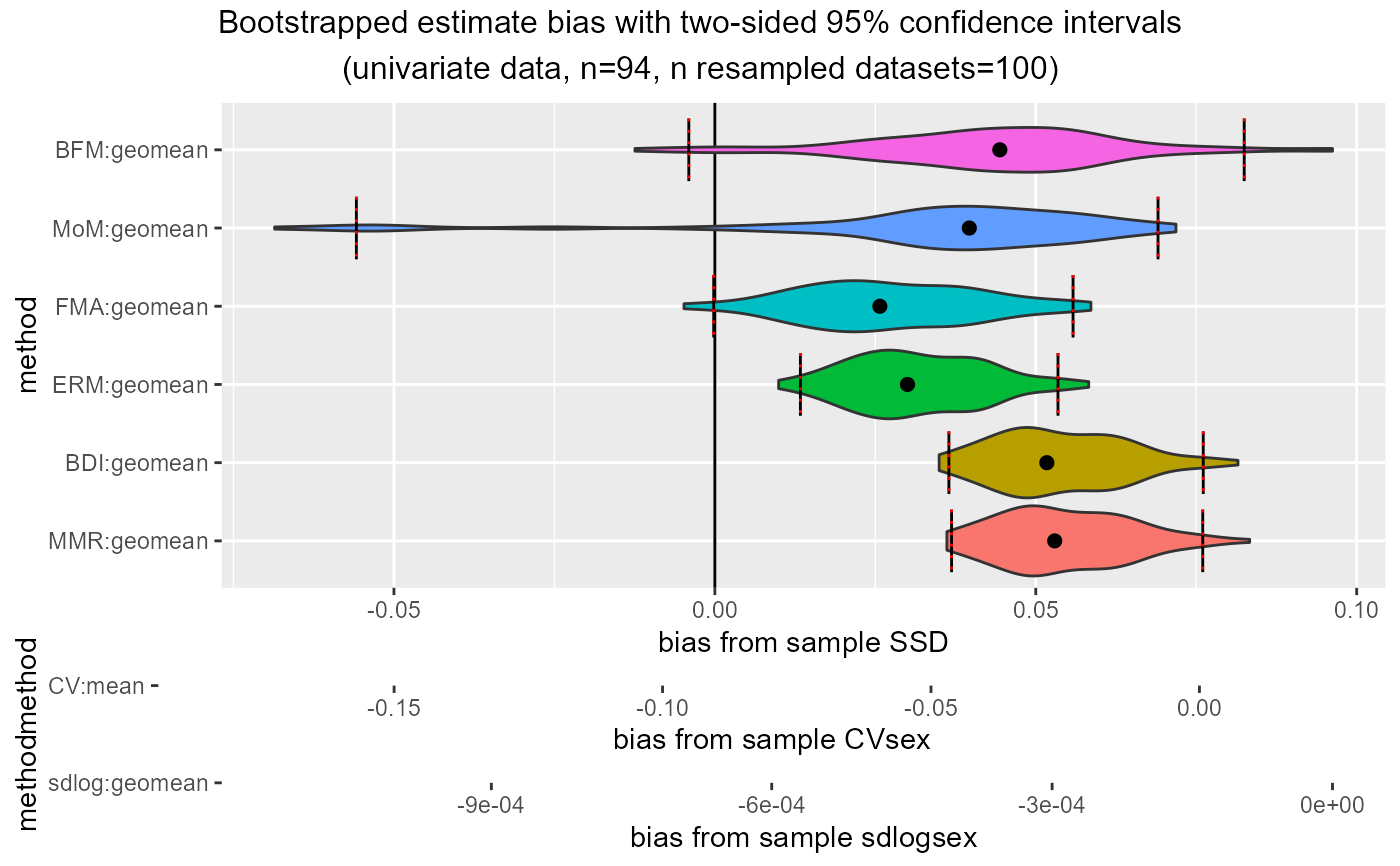 Bootstrapped estimate bias with two-sided 95% confidence intervals
(univariate data, n=94, n resampled datasets=100)
method
BFM:geomean
MoM:geomean
FMA:geomean
ERM:geomean
BDI:geomean
MMR:geomean
-0.05 0.00 0.05 0.10
bias from sample SSD
method
CV:mean
-0.15 -0.10 -0.05 0.00
bias from sample CVsex
method
sdlog:geomean
-9e-04 -6e-04 -3e-04 0e+00
bias from sample sdlogsex